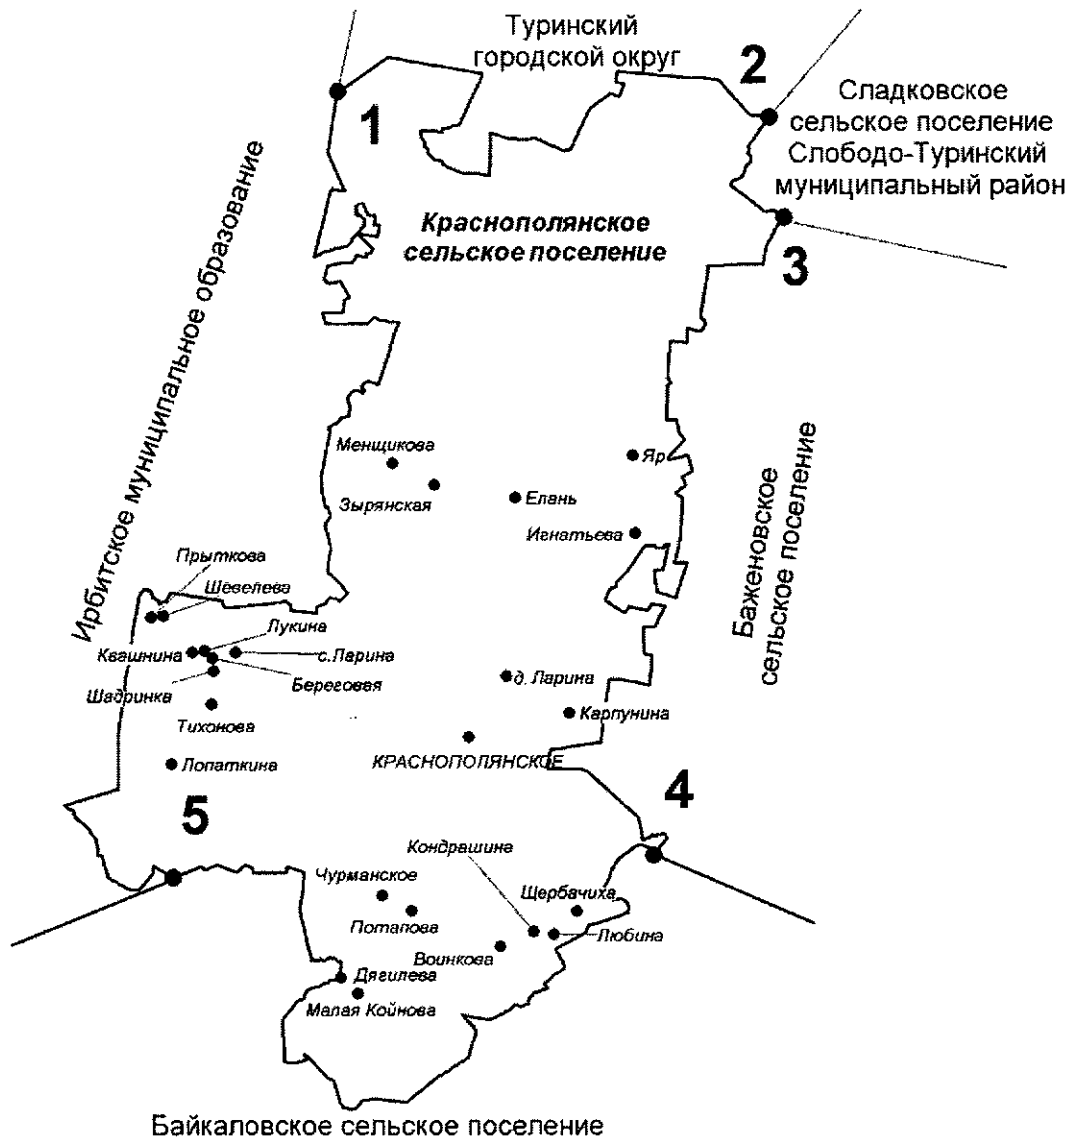 Туринский
городской округ
2
Сладковское
сельское поселение
Слободо-Туринский
муниципальный район
1
Краснополянское
сельское поселение
3
Ирбитское муниципальное образование
Баженовское
сельское поселение
Менщикова
Яр
Зырянская
Елань
Игнатьева
Прыткова
Шевелева
Лукина
Квашнина
с.Ларина
Береговая
Шадринка
д. Ларина
Тихонова
Карпунина
КРАСНОПОЛЯНСКОЕ
Лопаткина
5
4
Кондрашина
Чурманское
Щербачиха
Потапова
Любина
Воинкова
Дягилева
Малая Койнова
Байкаловское сельское поселение